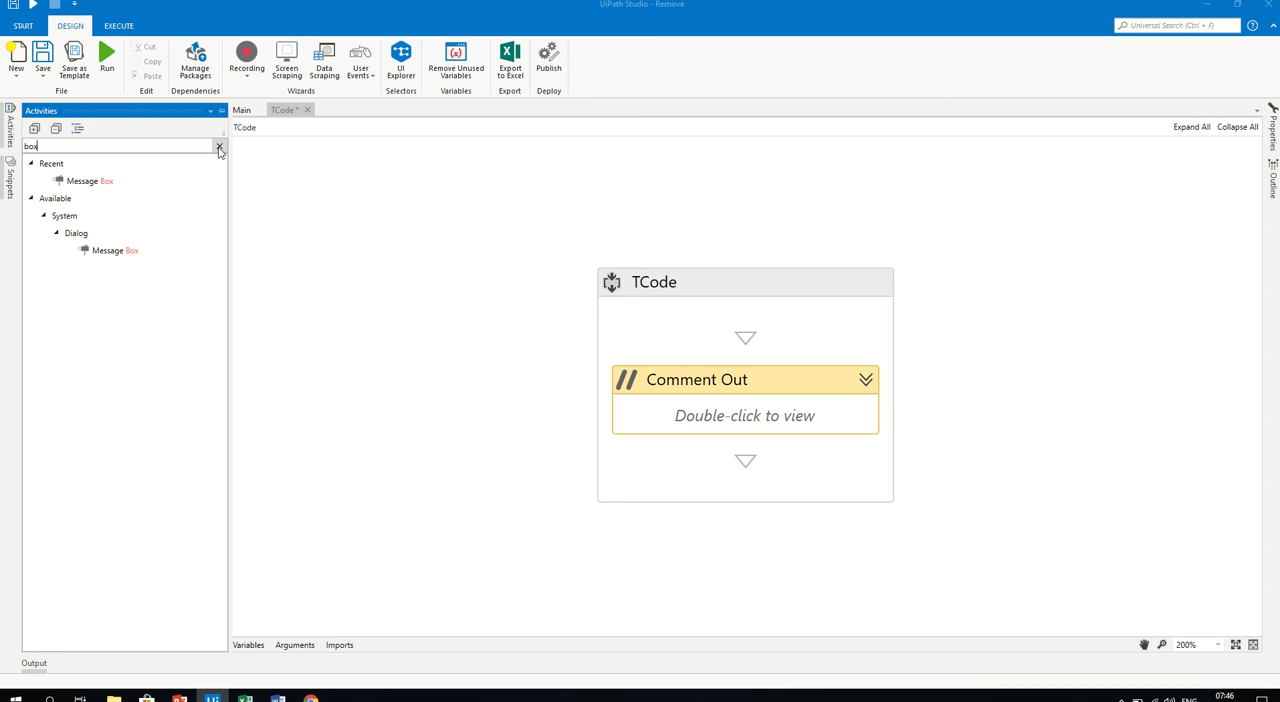 UiPath Studio - Remove
START DESIGN EXECUTE
Universal Search (Ctrl + F)
New Save Save as Template Run
Cut
Copy
Paste
Manage Packages
Recording
Screen Scraping
Data Scraping
User Events
UI Explorer
Remove Unused Variables
Export to Excel
Publish
File Edit Dependencies Wizards Selectors Variables Export Deploy
Activities
Main TCode*
box
TCode
Expand All Collapse All
Activities
Snippets
Properties
Outline
Recent
Message Box
Available
System
Dialog
Message Box
TCode
// Comment Out
Double-click to view
Variables Arguments Imports
200%
Output
07:46
ENG